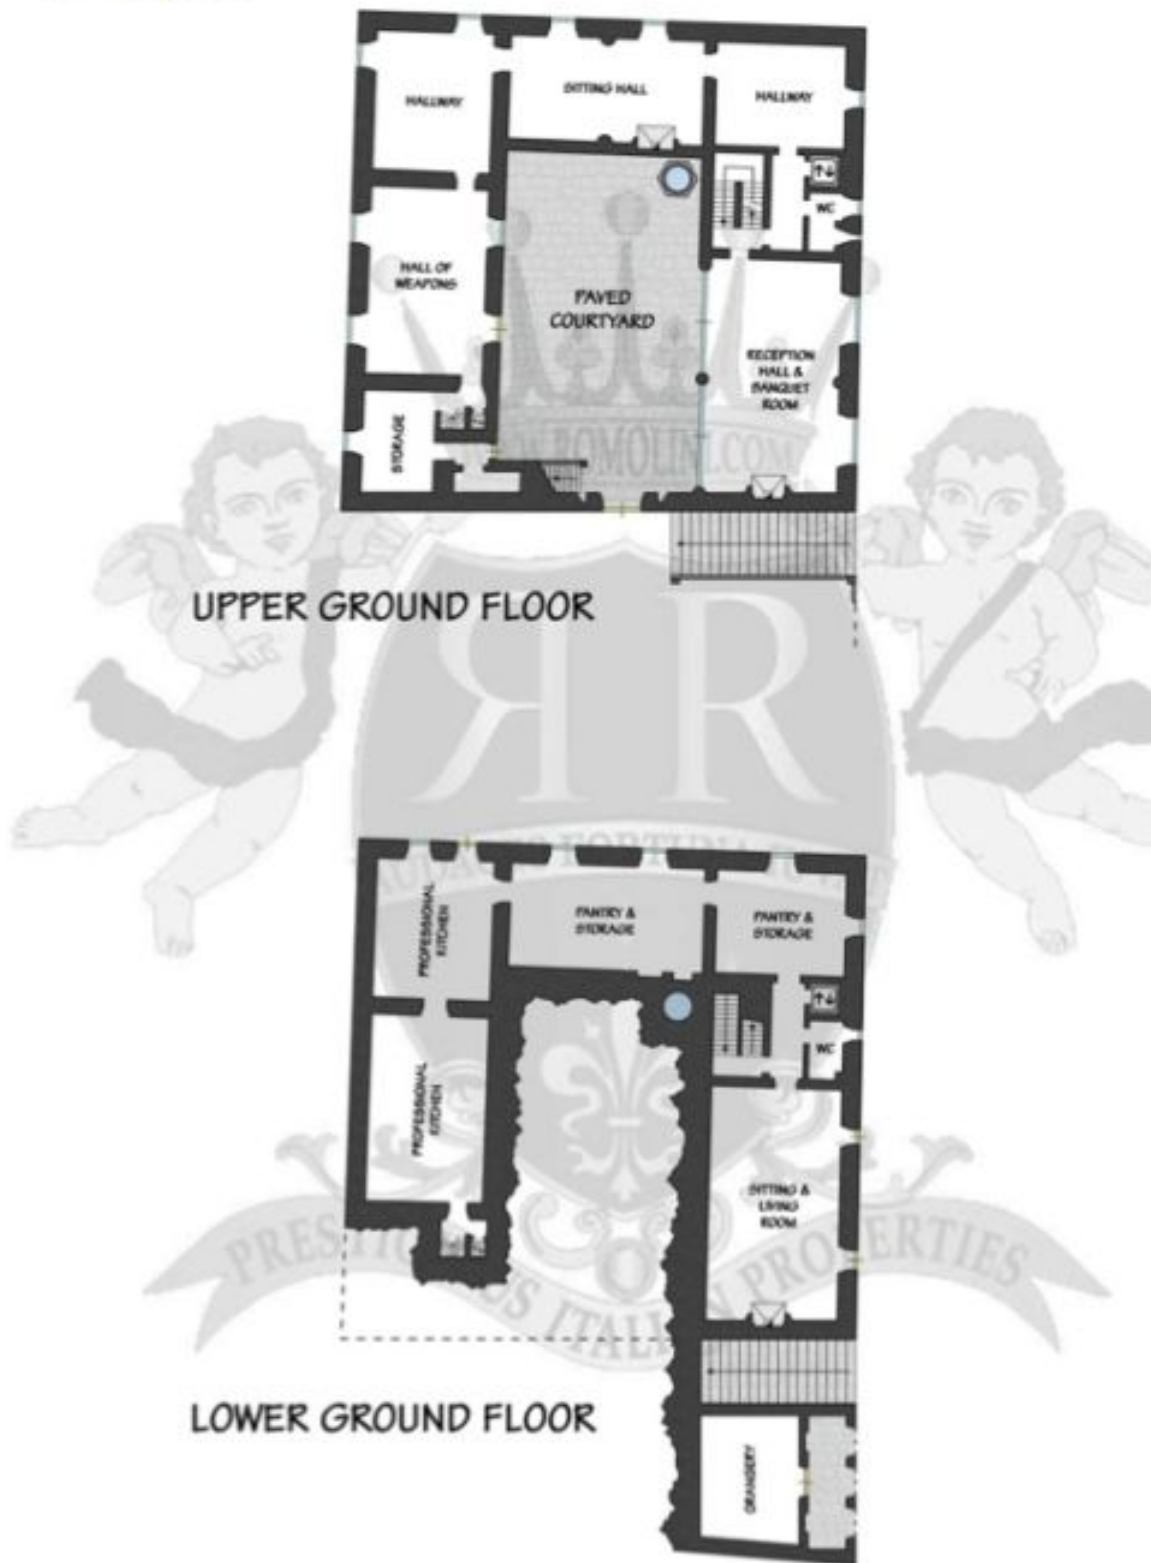 HALLWAY
SITTING HALL
HALLWAY
WC
HALL OF
WEAPONS
PAVED
COURTYARD
RECEPTION
HALL &
BANQUET
ROOM
STORAGE
ROMOLINI.COM
UPPER GROUND FLOOR
R R
PROFESSIONAL
KITCHEN
PANTRY &
STORAGE
PANTRY &
STORAGE
PROFESSIONAL
KITCHEN
WC
SITTING &
LIVING
ROOM
PROPERTIES
LOWER GROUND FLOOR
ORANGERY